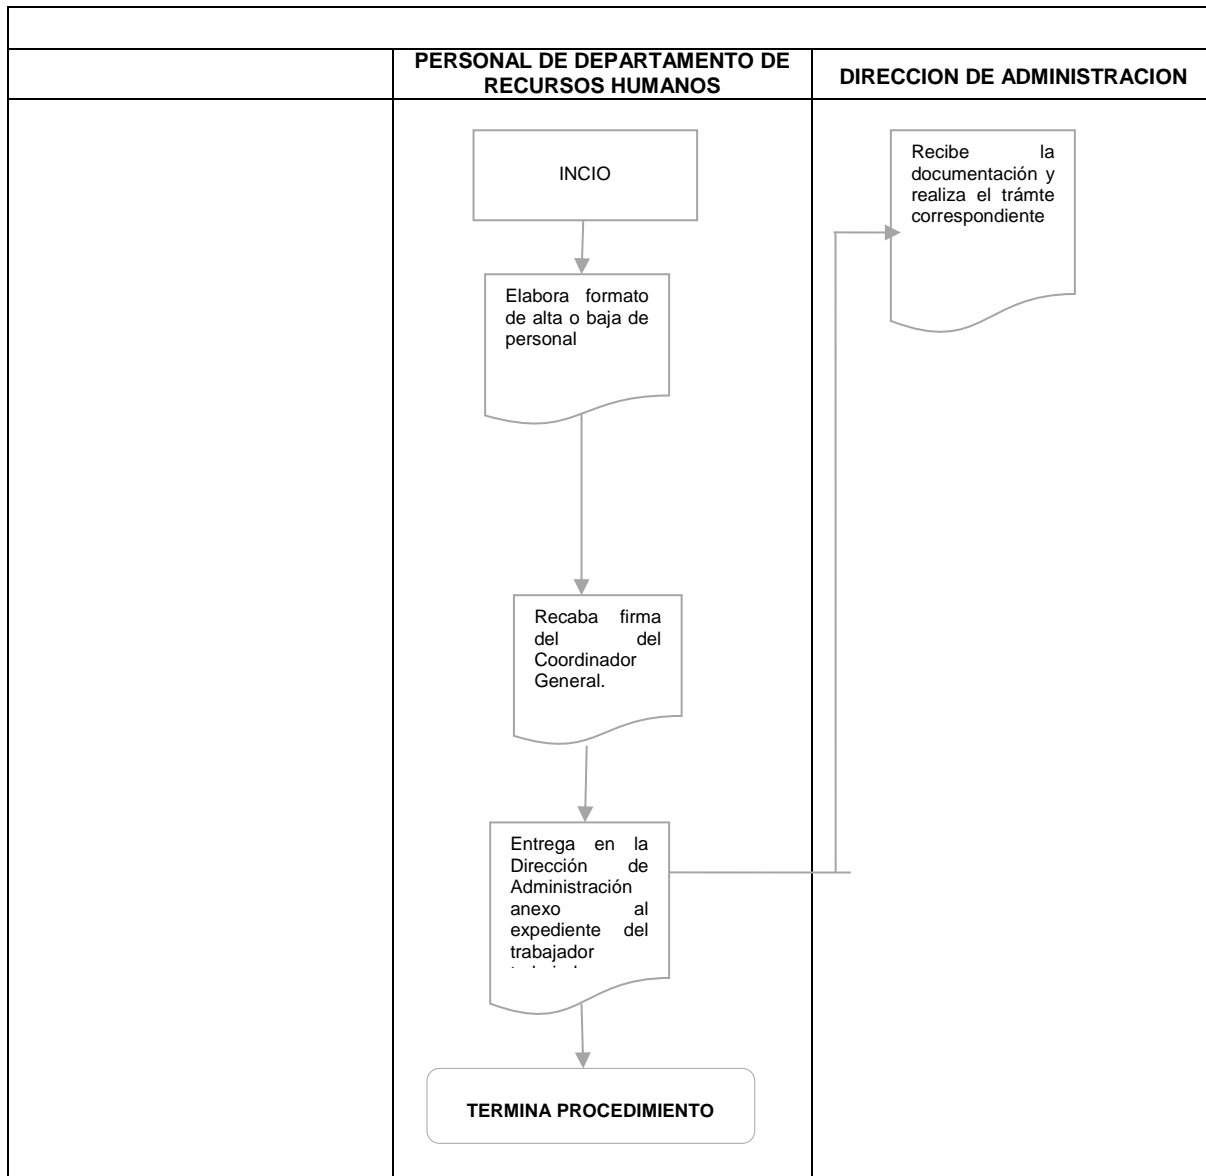 PERSONAL DE DEPARTAMENTO DE
RECURSOS HUMANOS
DIRECCION DE ADMINISTRACION
INCIO
Elabora formato
de alta o baja de
personal
Recaba firma
del del
Coordinador
General.
Entrega en la
Dirección de
Administración
anexo al
expediente del
trabajador
TERMINA PROCEDIMIENTO
Recibe la
documentación y
realiza el trámte
correspondiente